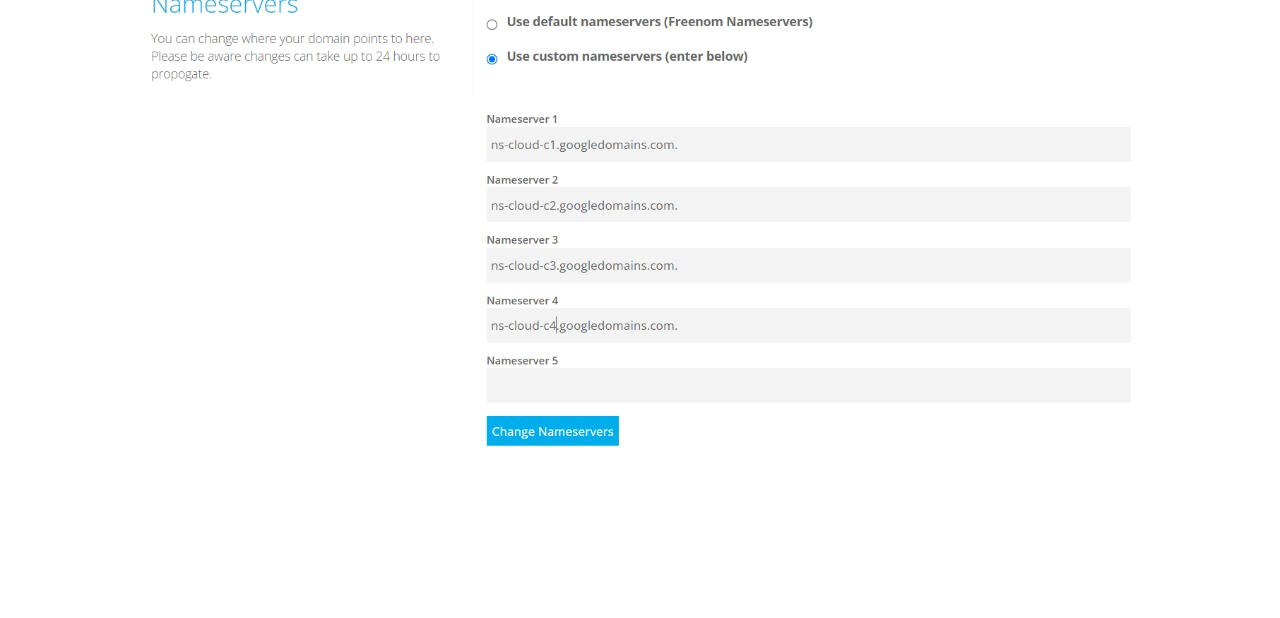 Nameservers
You can change where your domain points to here.
Please be aware changes can take up to 24 hours to
propogate.
Use default nameservers (Freenom Nameservers)
Use custom nameservers (enter below)
Nameserver 1
ns-cloud-c1.googledomains.com.
Nameserver 2
ns-cloud-c2.googledomains.com.
Nameserver 3
ns-cloud-c3.googledomains.com.
Nameserver 4
ns-cloud-c4.googledomains.com.
Nameserver 5
Change Nameservers